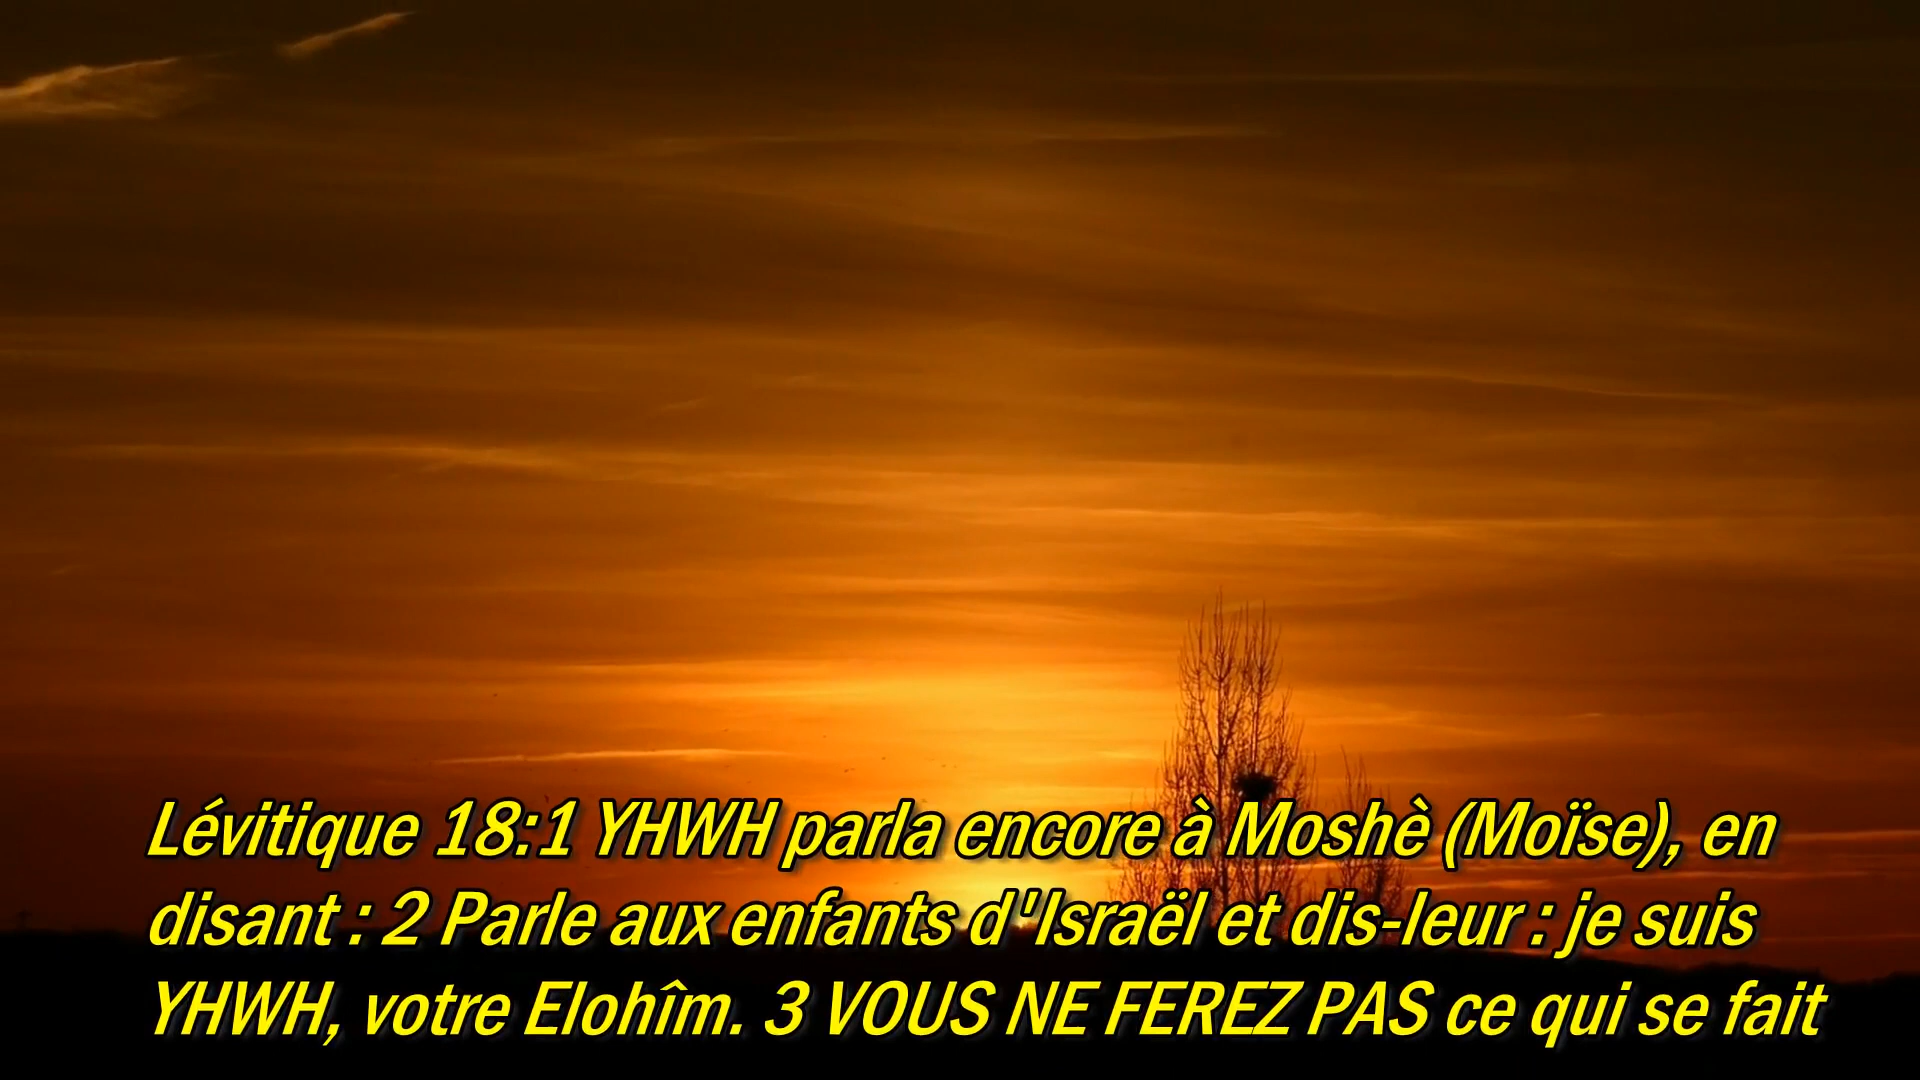 Lévitique 18:1 YHWH parla encore à Moshè (Moïse), en
disant : 2 Parle aux enfants d'Israël et dis-leur : je suis
YHWH, votre Elohîm. 3 VOUS NE FEREZ PAS ce qui se fait